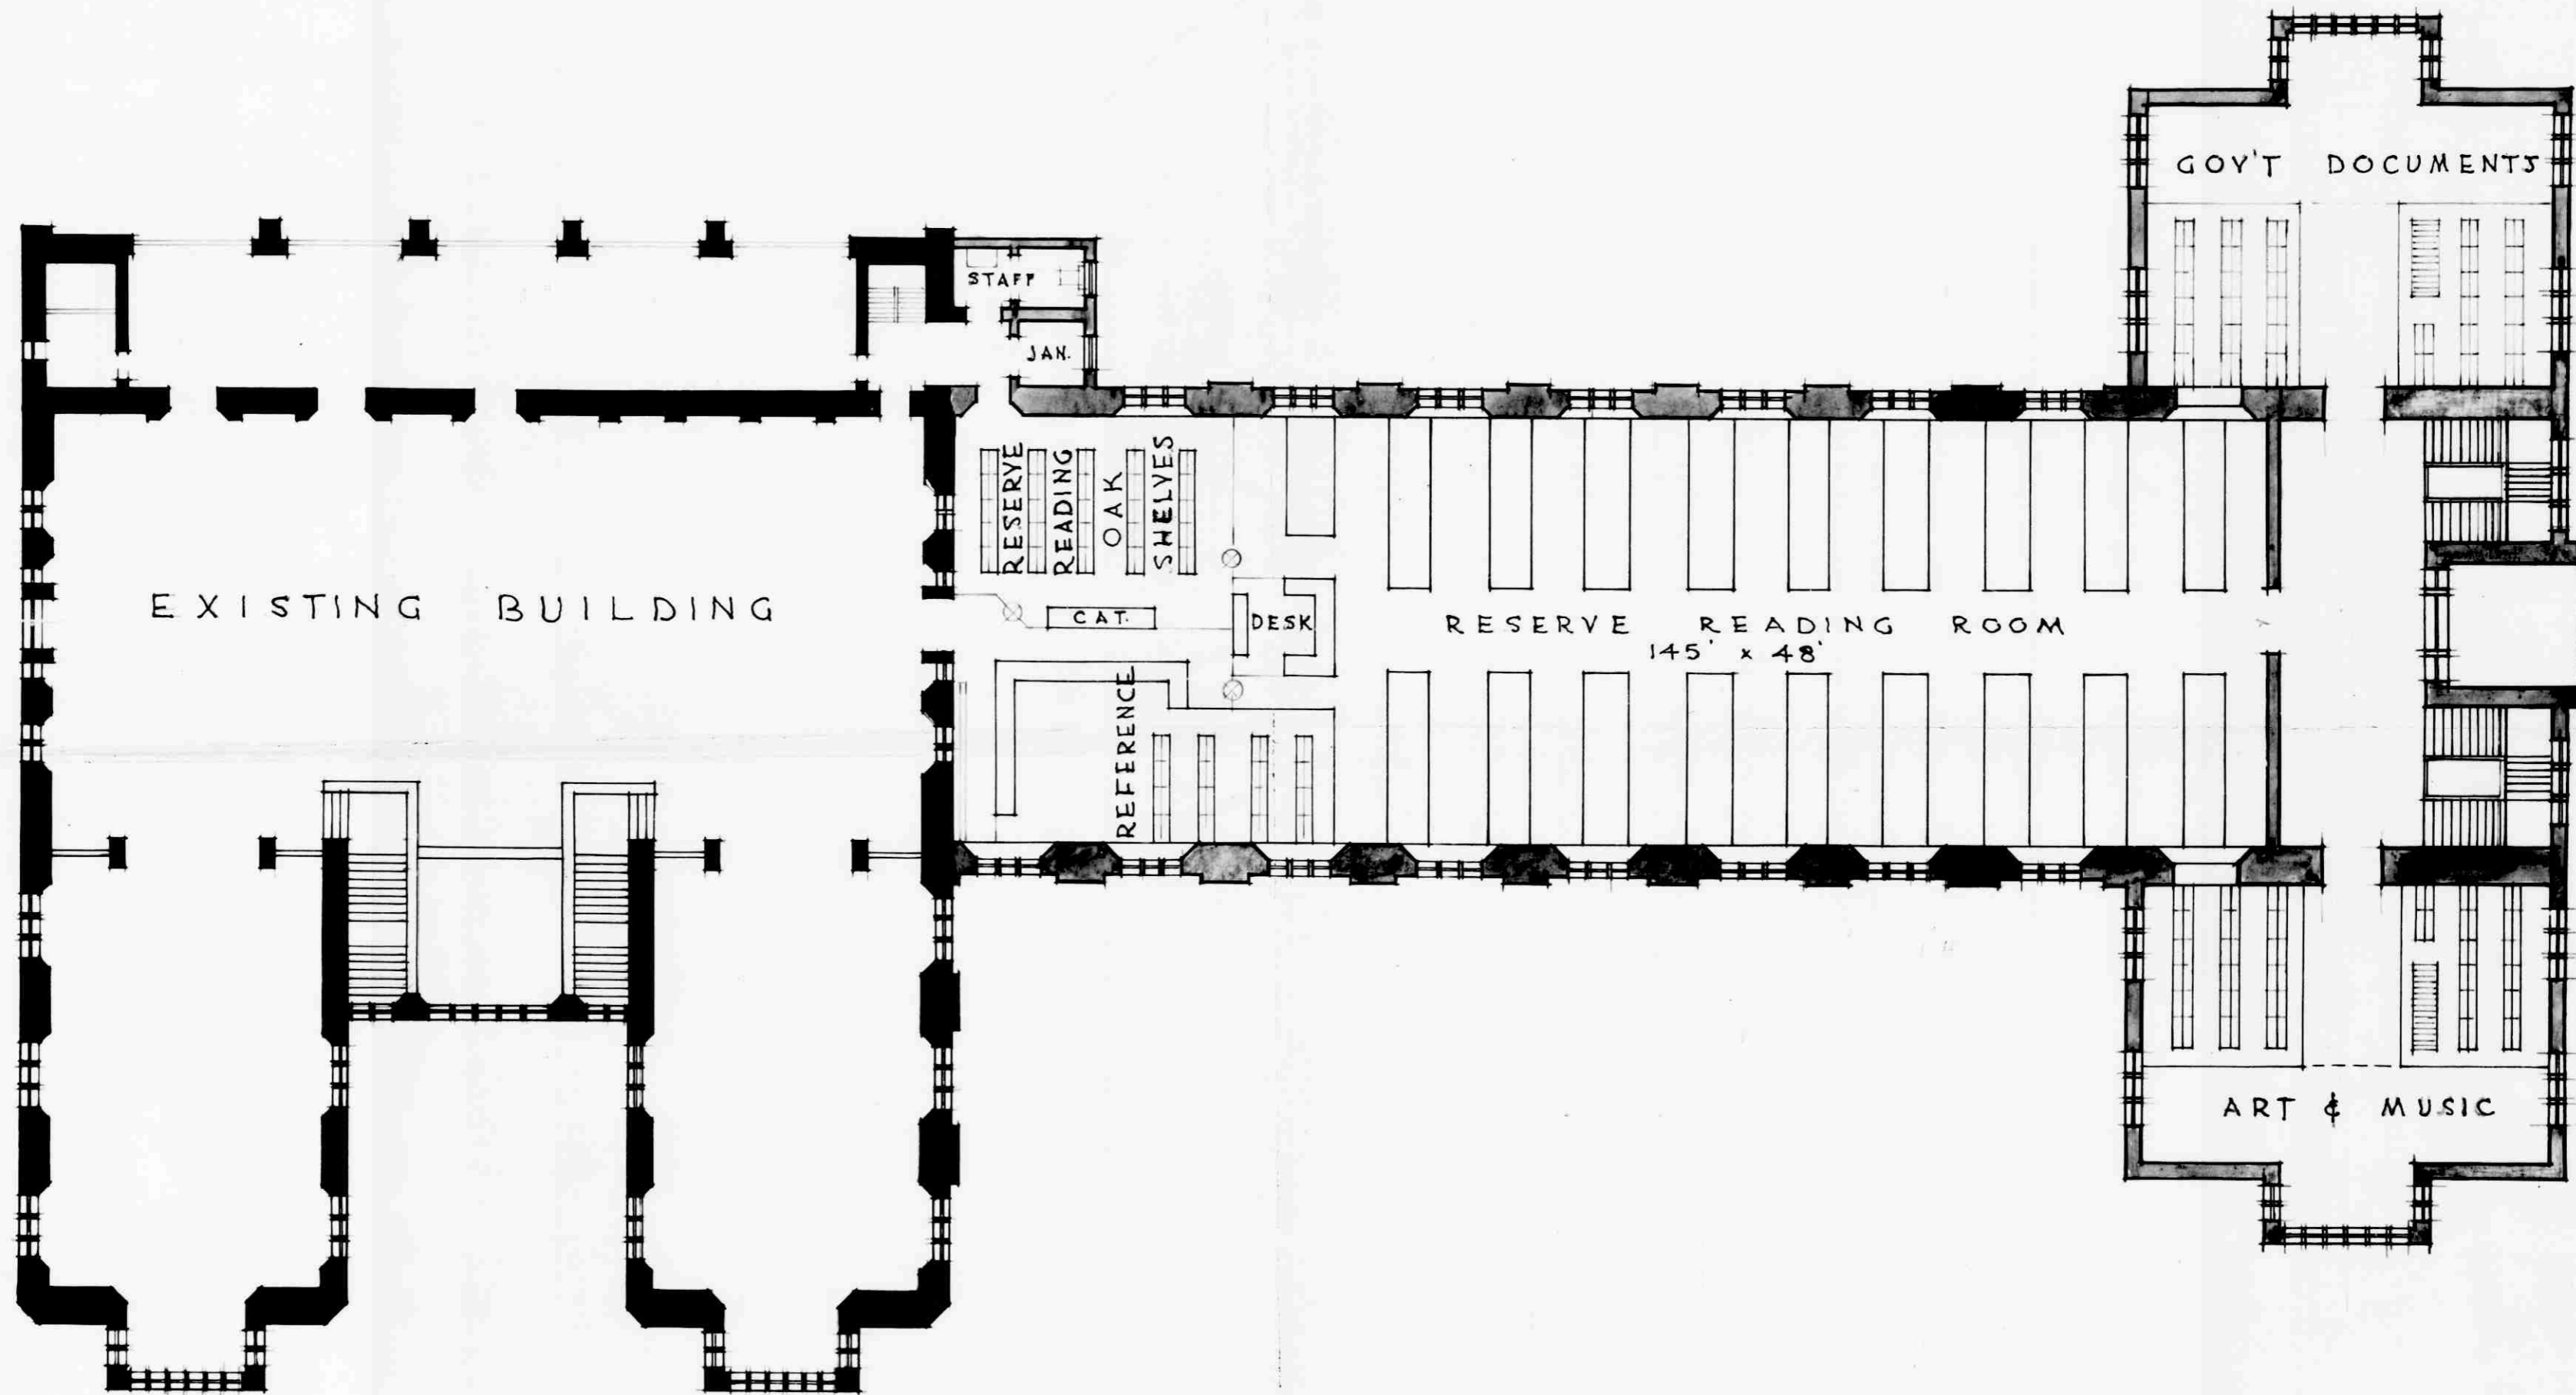 GOV'T DOCUMENTS
STAFF
JAN.
RESERVE
READING
OAK
SHELVES
EXISTING BUILDING
CAT.
DESK
RESERVE READING ROOM
145' x 48'
REFERENCE
ART & MUSIC